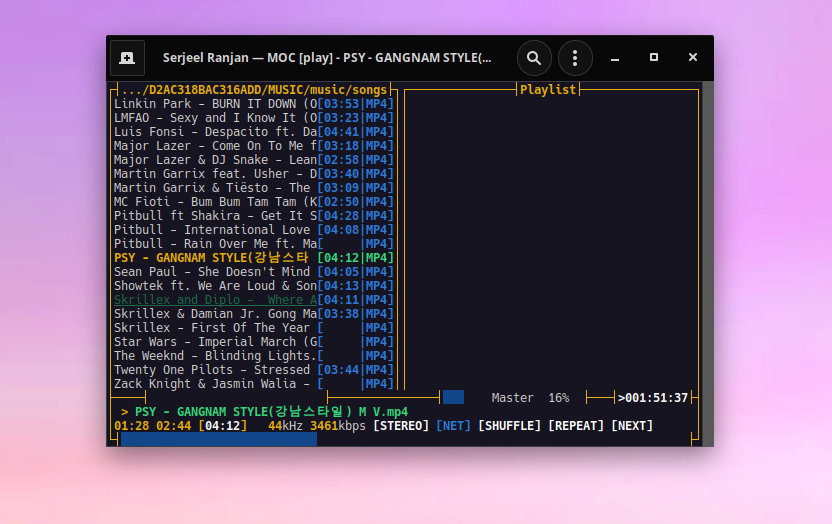 Serjeel Ranjan — MOC [play] - PSY - GANGNAM STYLE(...
.../D2AC318BAC316ADD/MUSIC/music/songs
Playlist
Linkin Park - BURN IT DOWN (O[03:53|MP4]
LMFAO - Sexy and I Know It (O[03:23|MP4]
Luis Fonsi - Despacito ft. Da[04:41|MP4]
Major Lazer - Come On To Me f[03:18|MP4]
Major Lazer & DJ Snake - Lean[02:58|MP4]
Martin Garrix feat. Usher - D[03:40|MP4]
Martin Garrix & Tiësto - The [03:09|MP4]
MC Fioti - Bum Bum Tam Tam (K[02:50|MP4]
Pitbull ft Shakira - Get It S[04:28|MP4]
Pitbull - International Love [04:08|MP4]
Pitbull - Rain Over Me ft. Ma[     |MP4]
PSY - GANGNAM STYLE(강남스타 [04:12|MP4]
Sean Paul - She Doesn't Mind [04:05|MP4]
Showtek ft. We Are Loud & Son[04:13|MP4]
Skrillex and Diplo -  Where A[04:11|MP4]
Skrillex & Damian Jr. Gong Ma[03:38|MP4]
Skrillex - First Of The Year [     |MP4]
Star Wars - Imperial March (G[     |MP4]
The Weeknd - Blinding Lights.[     |MP4]
Twenty One Pilots - Stressed [03:44|MP4]
Zack Knight & Jasmin Walia - [     |MP4]
Master  16%
>001:51:37
> PSY - GANGNAM STYLE(강남스타일) M V.mp4
01:28 02:44 [04:12]   44kHz 3461kbps [STEREO] [NET] [SHUFFLE] [REPEAT] [NEXT]